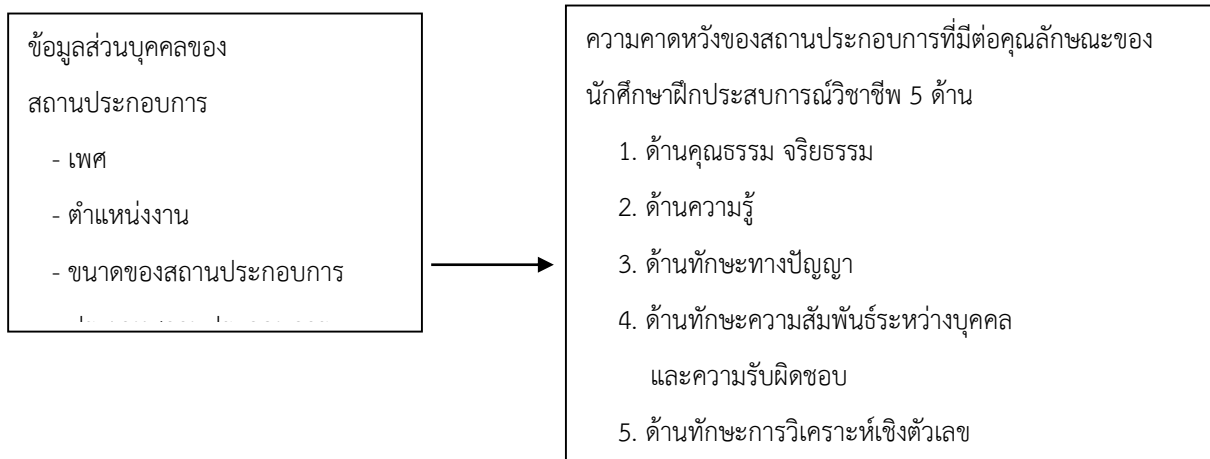 ข้อมูลส่วนบุคคลของ
สถานประกอบการ
- เพศ
- ตำแหน่งงาน
- ขนาดของสถานประกอบการ
ความคาดหวังของสถานประกอบการที่มีต่อคุณลักษณะของ
นักศึกษาฝึกประสบการณ์วิชาชีพ 5 ด้าน
1. ด้านคุณธรรม จริยธรรม
2. ด้านความรู้
3. ด้านทักษะทางปัญญา
4. ด้านทักษะความสัมพันธ์ระหว่างบุคคล
และความรับผิดชอบ
5. ด้านทักษะการวิเคราะห์เชิงตัวเลข